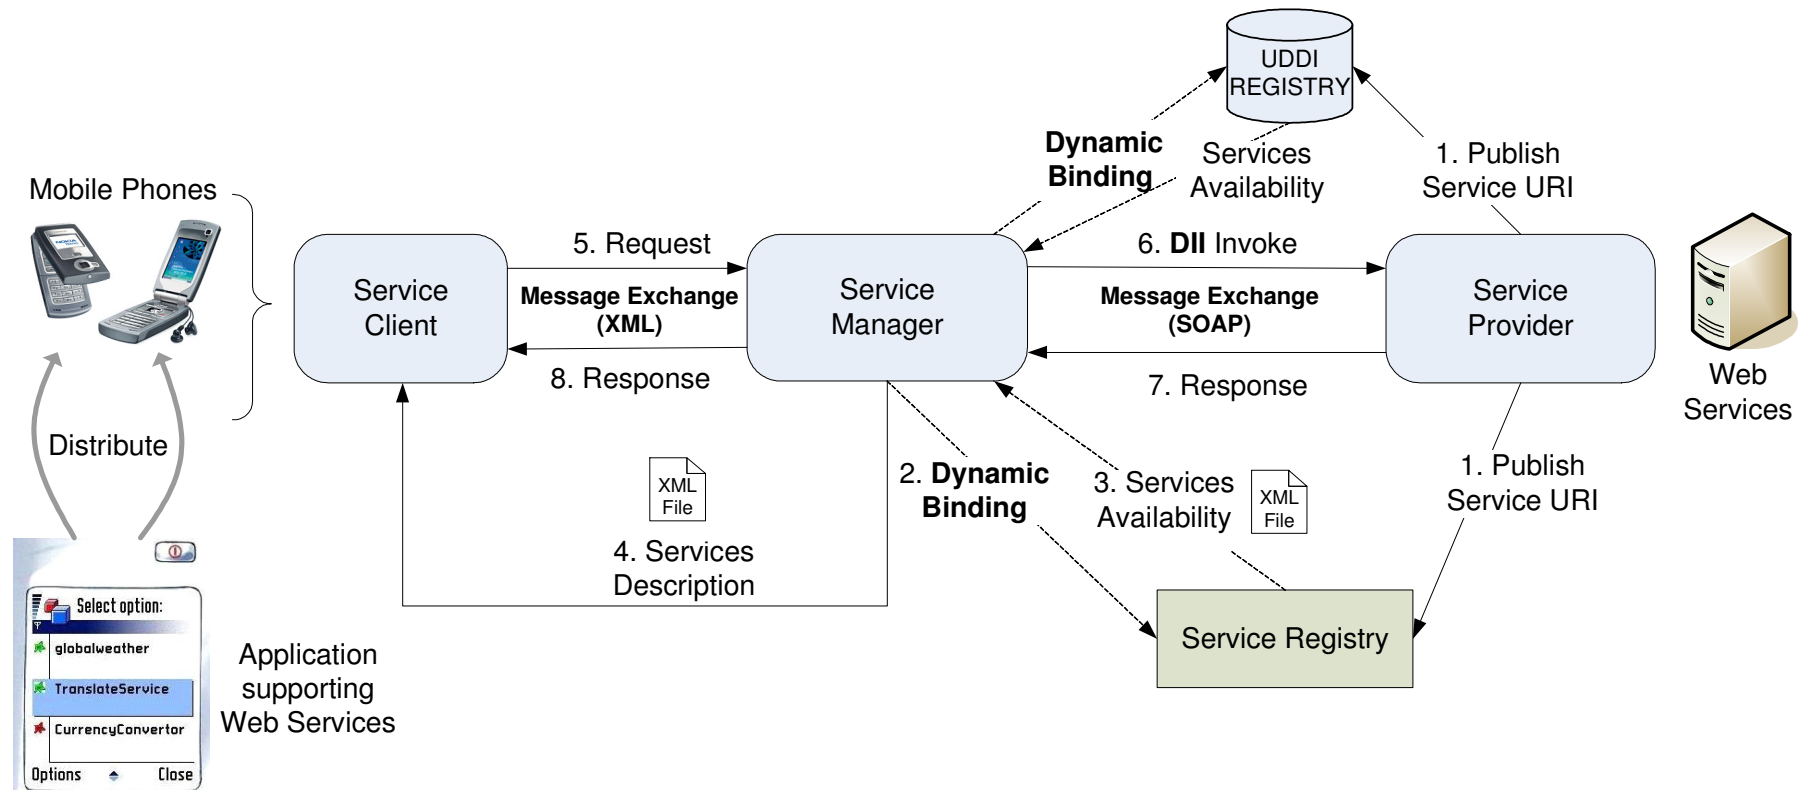 UDDI
REGISTRY
Dynamic
Binding
Services
Availability
1. Publish
Service URI
Mobile Phones
NOKIA
Service
Client
5. Request
Message Exchange
(XML)
8. Response
Service
Manager
6. DII Invoke
Message Exchange
(SOAP)
7. Response
Service
Provider
Web
Services
Distribute
XML
File
4. Services
Description
2. Dynamic
Binding
3. Services
Availability
XML
File
1. Publish
Service URI
Service Registry
Select option:
globalweather
TranslateService
CurrencyConvertor
Options
Close
Application
supporting
Web Services